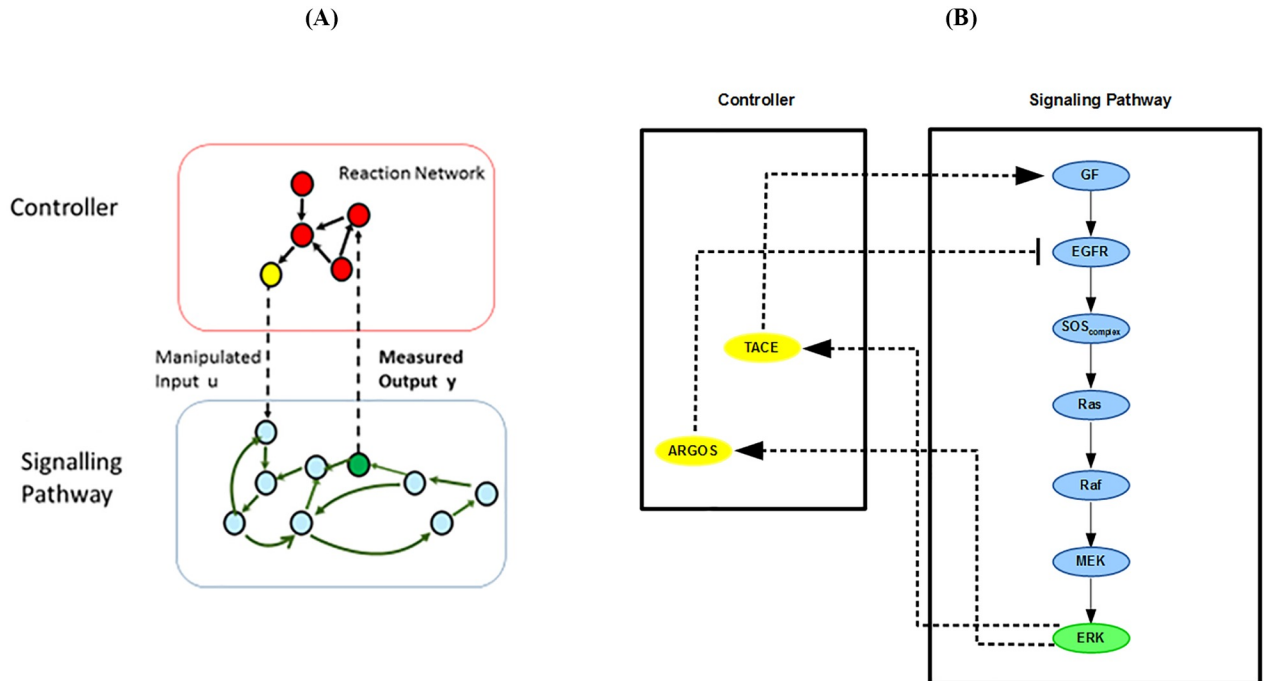 (A)
Controller
Reaction Network
Manipulated
Input u
Measured
Output y
Signalling
Pathway
(B)
Controller
Signaling Pathway
GF
EGFR
SOScomplex
TACE
Ras
ARGOS
Raf
MEK
ERK